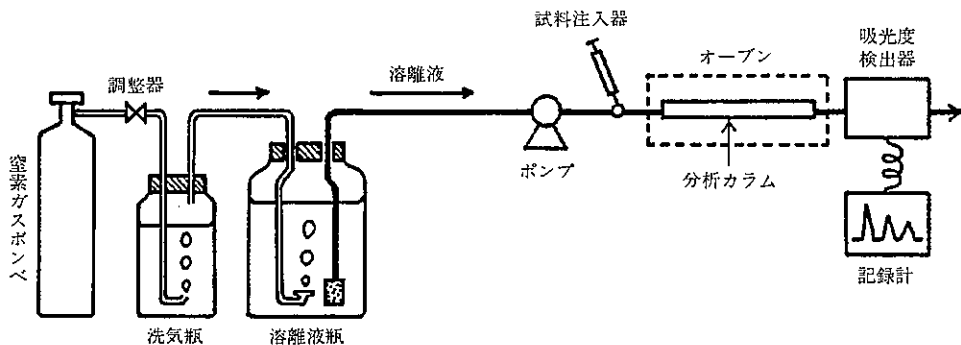 試料注入器
吸光度
検出器
オーブン
溶離液
調整器
窒素ガスボンベ
ポンプ
分析カラム
記録計
洗気瓶
溶離液瓶